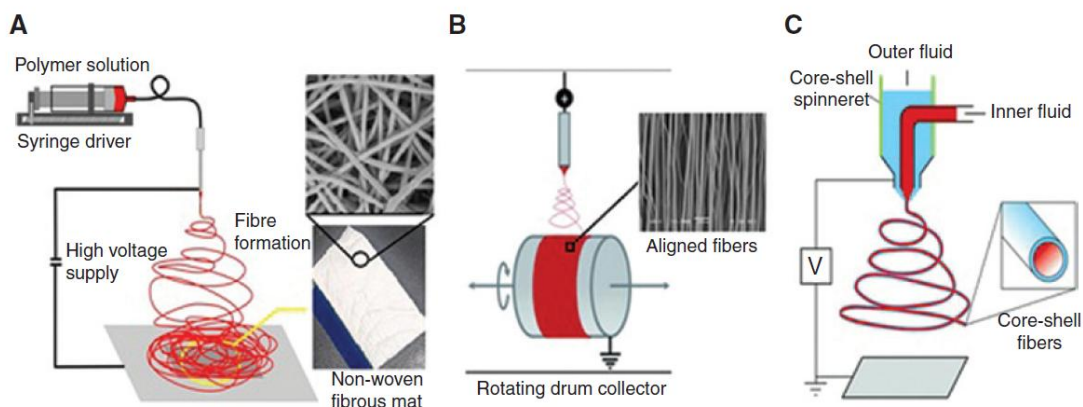 A
Polymer solution
Syringe driver
High voltage
supply
Fibre
formation
Non-woven
fibrous mat
B
Aligned fibers
Rotating drum collector
C
Outer fluid
Core-shell
spinneret
Inner fluid
V
Core-shell
fibers